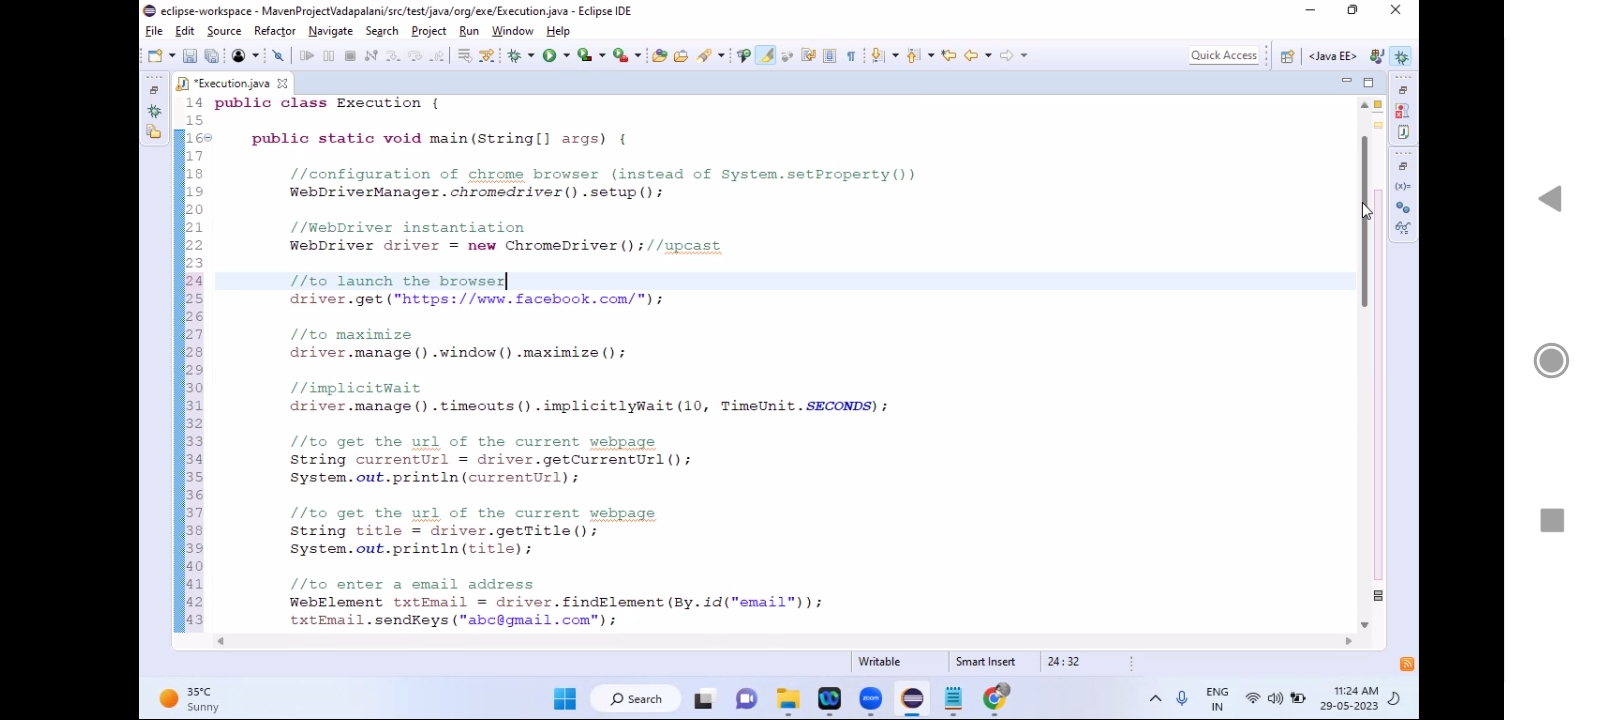 eclipse-workspace - MavenProjectVadapalani/src/test/java/org/exe/Execution.java - Eclipse IDE
File Edit Source Refactor Navigate Search Project Run Window Help
Quick Access <Java EE>
*Execution.java
14 public class Execution {
15
16 public static void main(String[] args) {
17
18 //configuration of chrome browser (instead of System.setProperty())
19 WebDriverManager.chromedriver().setup();
20
21 //WebDriver instantiation
22 WebDriver driver = new ChromeDriver();//upcast
23
24 //to launch the browser
25 driver.get("https://www.facebook.com/");
26
27 //to maximize
28 driver.manage().window().maximize();
29
30 //implicitWait
31 driver.manage().timeouts().implicitlyWait(10, TimeUnit.SECONDS);
32
33 //to get the url of the current webpage
34 String currentUrl = driver.getCurrentUrl();
35 System.out.println(currentUrl);
36
37 //to get the url of the current webpage
38 String title = driver.getTitle();
39 System.out.println(title);
40
41 //to enter a email address
42 WebElement txtEmail = driver.findElement(By.id("email"));
43 txtEmail.sendKeys("abc@gmail.com");
Writable Smart Insert 24 : 32
35°C
Sunny
Search
zoom
ENG
IN
11:24 AM
29-05-2023